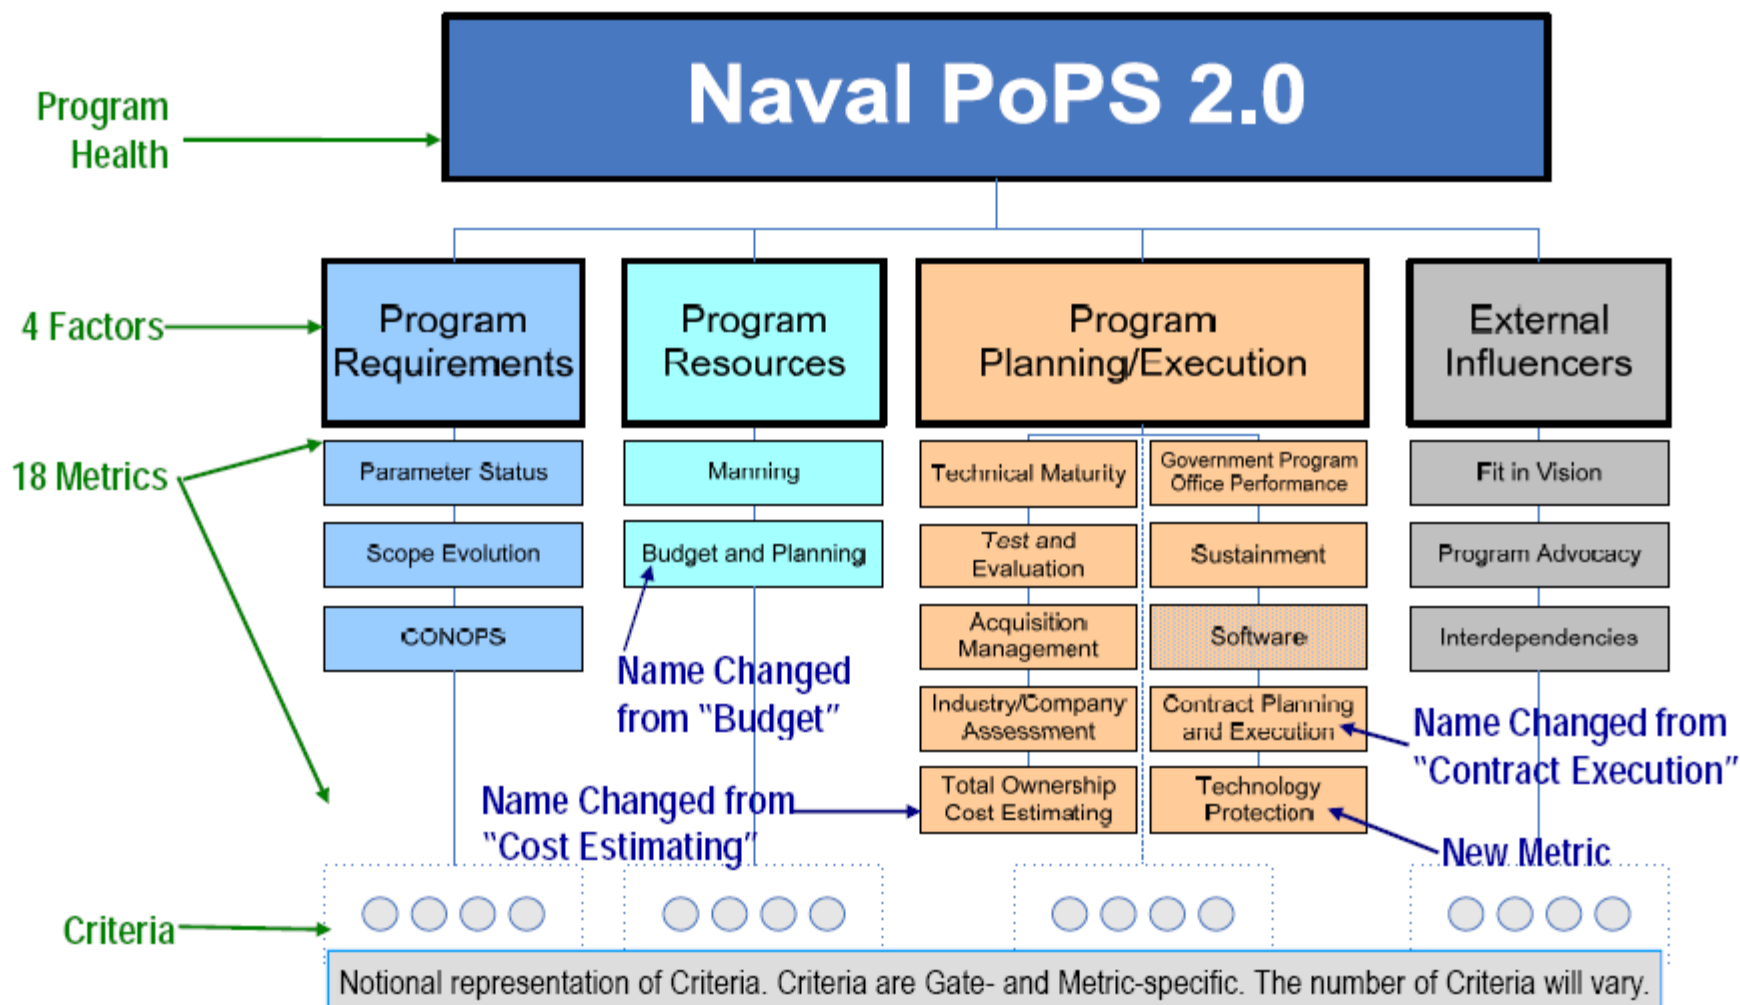 Naval PoPS 2.0
Program
Health
4 Factors
Program
Requirements
Program
Resources
Program
Planning/Execution
External
Influencers
18 Metrics
Parameter Status
Scope Evolution
CONOPS
Manning
Budget and Planning
Name Changed
from "Budget"
Technical Maturity
Test and
Evaluation
Acquisition
Management
Industry/Company
Assessment
Total Ownership
Cost Estimating
Name Changed from
"Cost Estimating"
Government Program
Office Performance
Sustainment
Software
Contract Planning
and Execution
Technology
Protection
Name Changed from
"Contract Execution"
New Metric
Fit in Vision
Program Advocacy
Interdependencies
Criteria
Notional representation of Criteria. Criteria are Gate- and Metric-specific. The number of Criteria will vary.